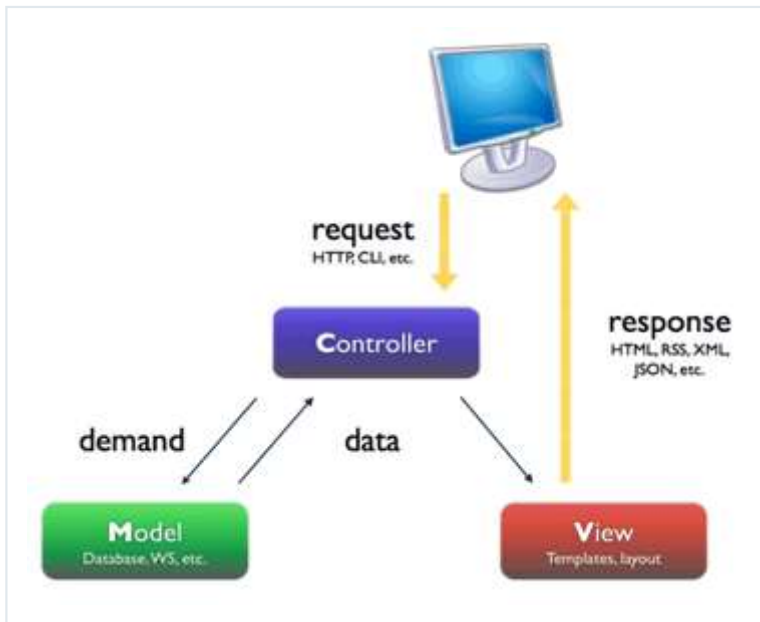 request
HTTP, CLI, etc.
Controller
response
HTML, RSS, XML,
JSON, etc.
demand
data
Model
Database, WS, etc.
View
Templates, layout